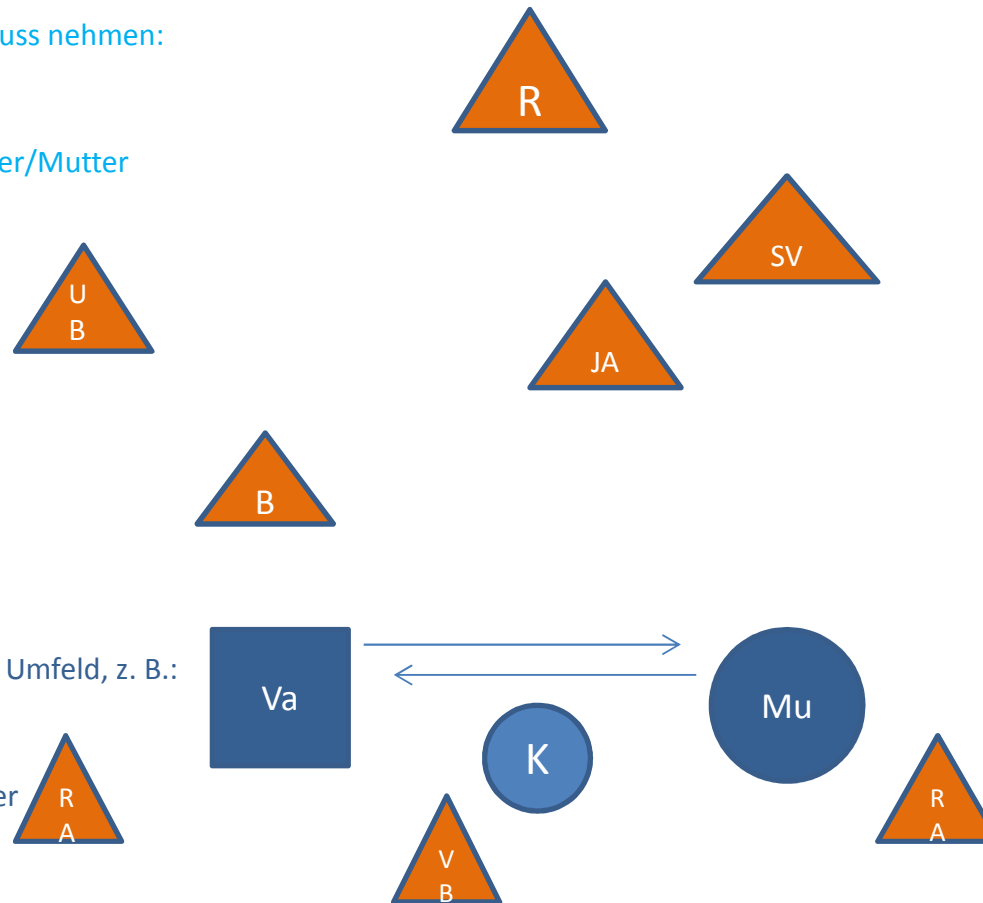 uss nehmen:
R
er/Mutter
SV
U
B
JA
B
Umfeld, z. B.:
Va
Mu
K
er
R
A
R
A
V
B